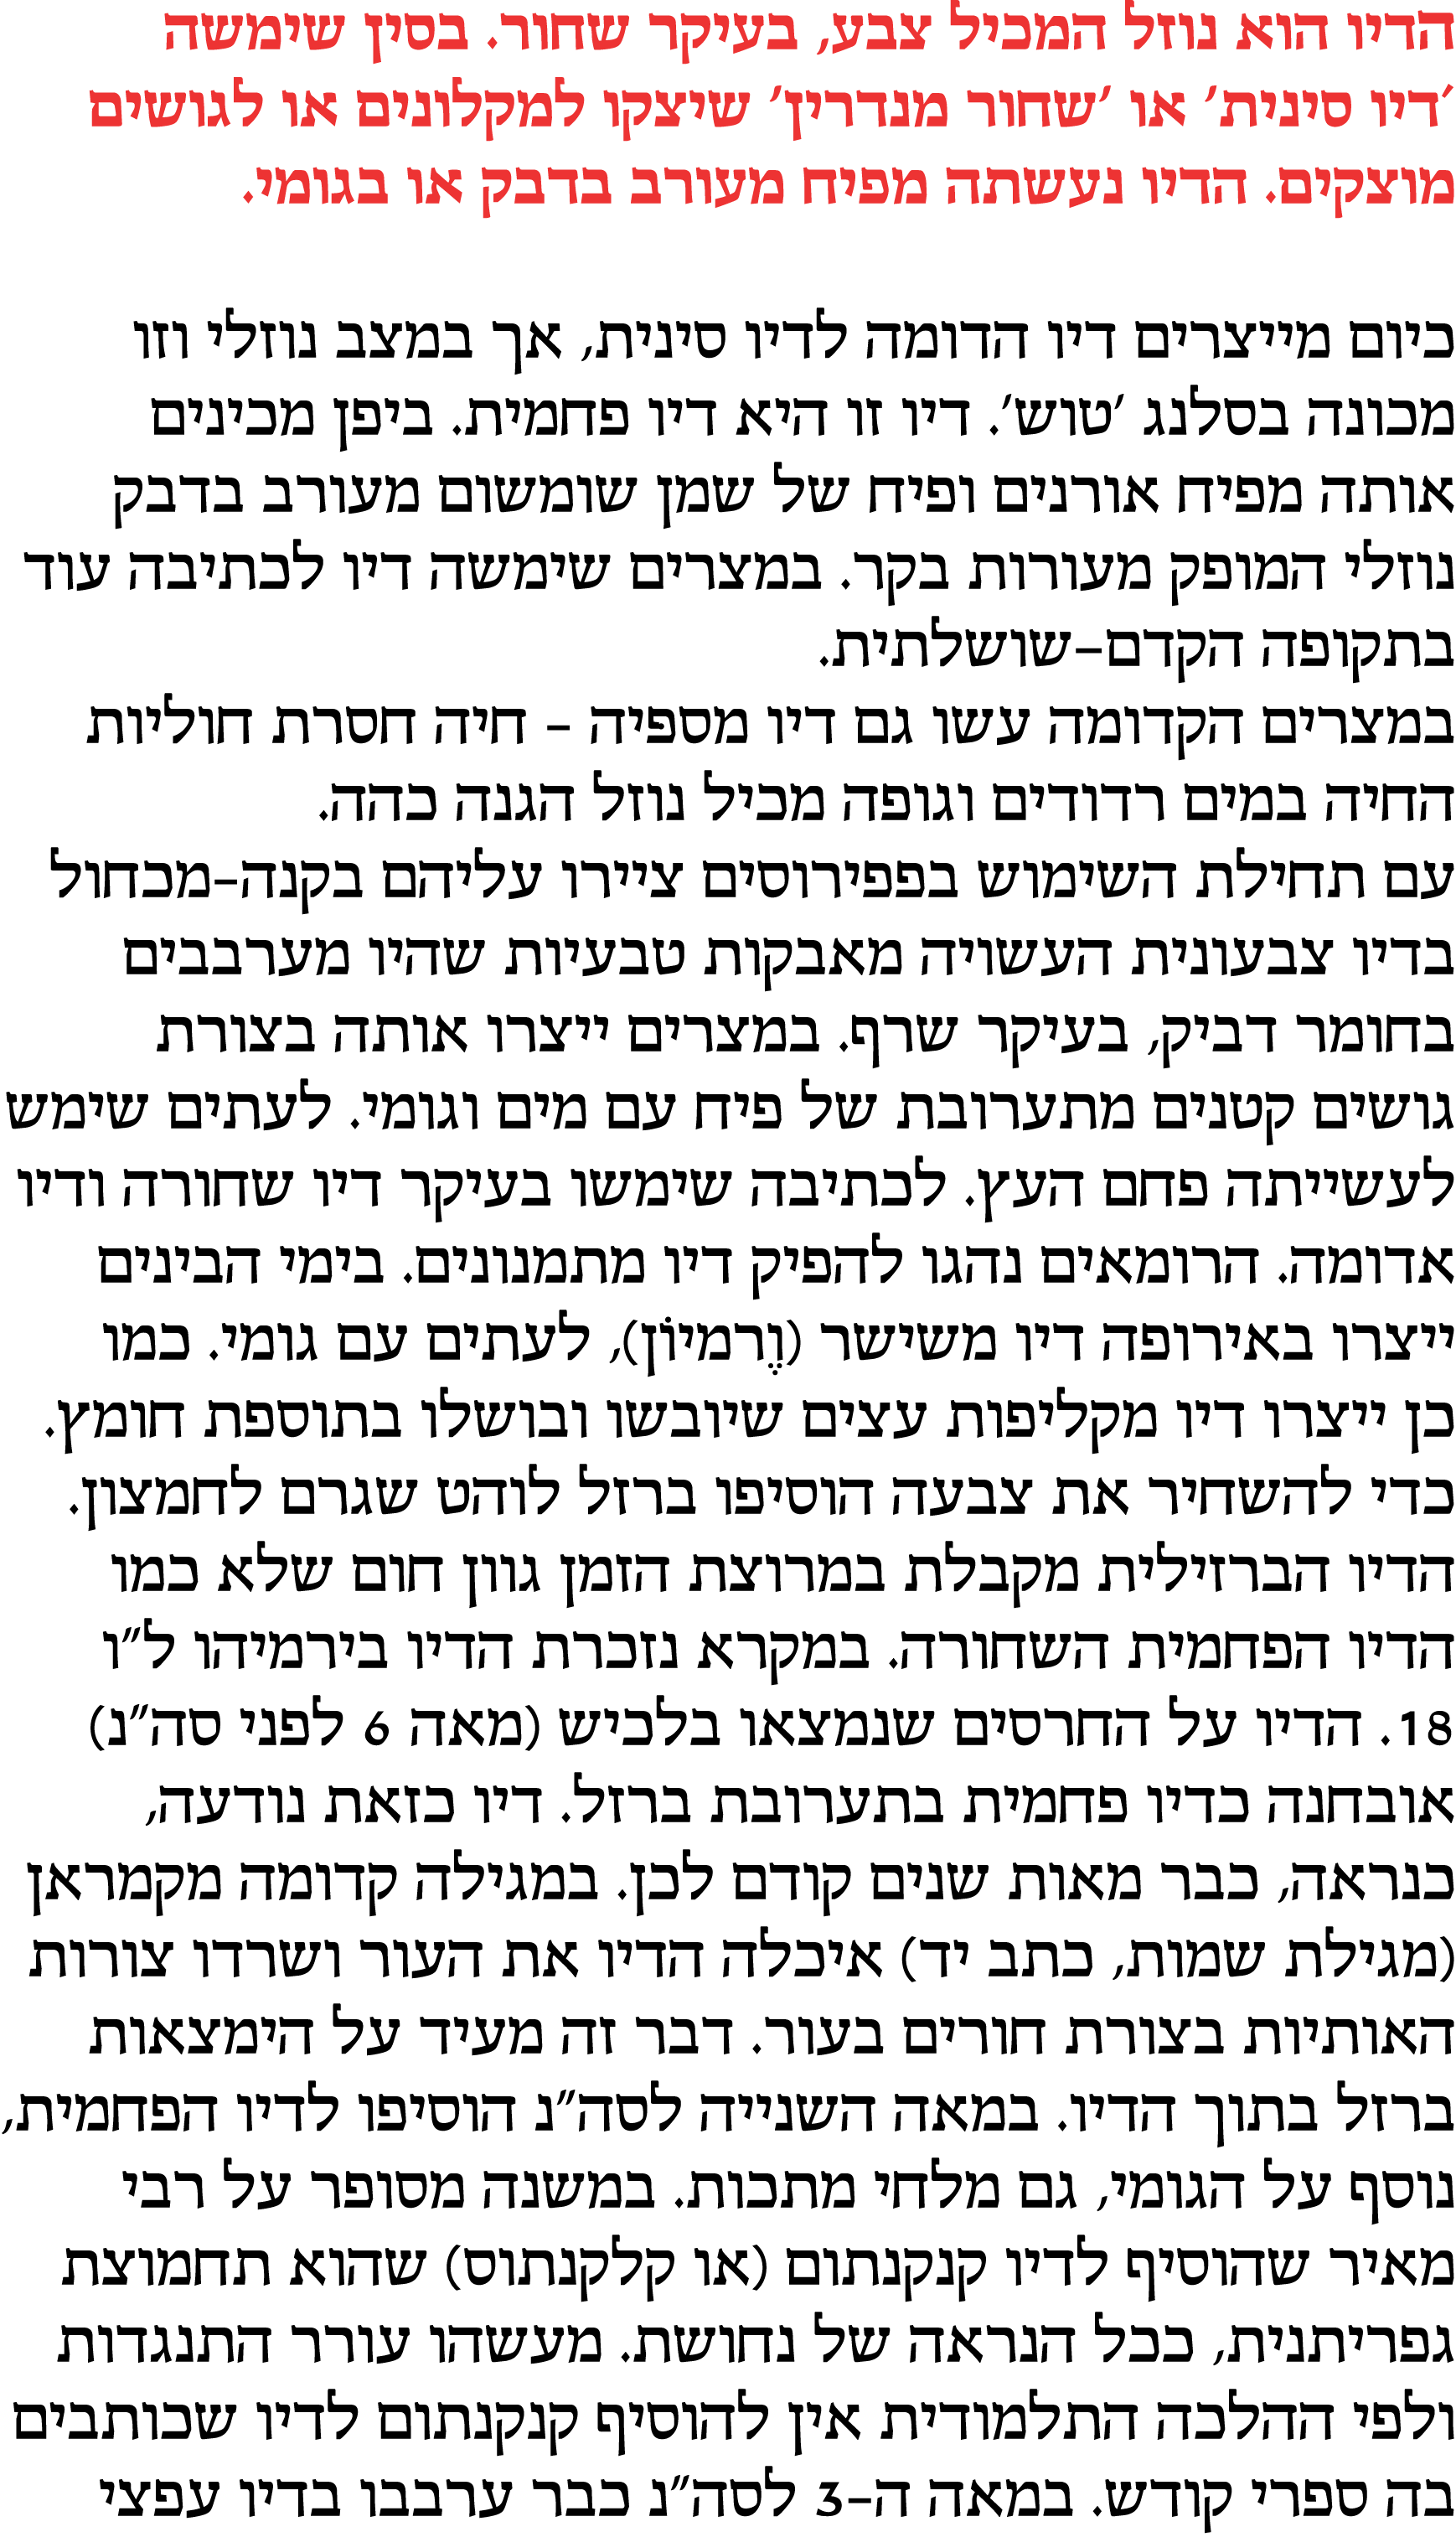 הדיו הוא נוזל המכיל צבע, בעיקר שחור. בסין שימשה
'דיו סינית' או 'שחור מנדרין' שיצקו למקלונים או לגושים
מוצקים. הדיו נעשתה מפיח מעורב בדבק או בגומי.
כיום מייצרים דיו הדומה לדיו סינית, אך במצב נוזלי וזו
מכונה בסלנג 'טוש'. דיו זו היא דיו פחמית. ביפן מכינים
אותה מפיח אורנים ופיח של שמן שומשום מעורב בדבק
נוזלי המופק מעורות בקר. במצרים שימשה דיו לכתיבה עוד
בתקופה הקדם-שושלתית.
במצרים הקדומה עשו גם דיו מספיה - חיה חסרת חוליות
החיה במים רדודים וגופה מכיל נוזל הגנה כהה.
עם תחילת השימוש בפפירוסים ציירו עליהם בקנה-מכחול
בדיו צבעונית העשויה מאבקות טבעיות שהיו מערבבים
בחומר דביק, בעיקר שרף. במצרים ייצרו אותה בצורת
גושים קטנים מתערובת של פיח עם מים וגומי. לעתים שימש
לעשייתה פחם העץ. לכתיבה שימשו בעיקר דיו שחורה ודיו
אדומה. הרומאים נהגו להפיק דיו מתמנונים. בימי הבינים
ייצרו באירופה דיו משישר (וֶרמיוֹן), לעתים עם גומי. כמו
כן ייצרו דיו מקליפות עצים שיובשו ובושלו בתוספת חומץ.
כדי להשחיר את צבעה הוסיפו ברזל לוהט שגרם לחמצון.
הדיו הברזילית מקבלת במרוצת הזמן גוון חום שלא כמו
הדיו הפחמית השחורה. במקרא נזכרת הדיו בירמיהו ל"ו
18. הדיו על החרסים שנמצאו בלכיש (מאה 6 לפני סה"נ)
אובחנה כדיו פחמית בתערובת ברזל. דיו כזאת נודעה,
כנראה, כבר מאות שנים קודם לכן. במגילה קדומה מקמראן
(מגילת שמות, כתב יד) איכלה הדיו את העור ושרדו צורות
האותיות בצורת חורים בעור. דבר זה מעיד על הימצאות
ברזל בתוך הדיו. במאה השנייה לסה"נ הוסיפו לדיו הפחמית,
נוסף על הגומי, גם מלחי מתכות. במשנה מסופר על רבי
מאיר שהוסיף לדיו קנקנתום (או קלקנתוס) שהוא תחמוצת
גפריתנית, ככל הנראה של נחושת. מעשהו עורר התנגדות
ולפי ההלכה התלמודית אין להוסיף קנקנתום לדיו שכותבים
בה ספרי קודש. במאה ה-3 לסה"נ כבר ערבבו בדיו עפצי